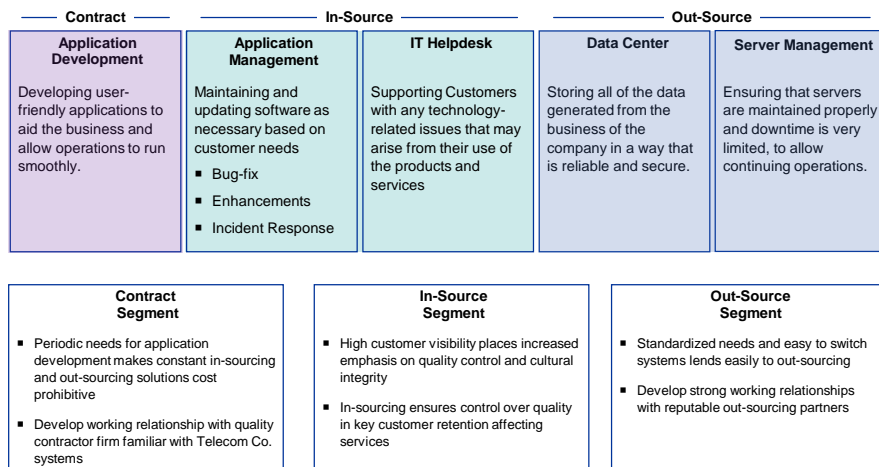 Contract
In-Source
Out-Source
Application
Development
Developing user-
friendly applications to
aid the business and
allow operations to run
smoothly.
Application
Management
Maintaining and
updating software as
necessary based on
customer needs
▪ Bug-fix
▪ Enhancements
▪ Incident Response
IT Helpdesk
Supporting Customers
with any technology-
related issues that may
arise from their use of
the products and
services
Data Center
Storing all of the data
generated from the
business of the
company in a way that
is reliable and secure.
Server Management
Ensuring that servers
are maintained properly
and downtime is very
limited, to allow
continuing operations.
Contract
Segment
▪ Periodic needs for application
development makes constant in-sourcing
and out-sourcing solutions cost
prohibitive
▪ Develop working relationship with quality
contractor firm familiar with Telecom Co.
systems
In-Source
Segment
▪ High customer visibility places increased
emphasis on quality control and cultural
integrity
▪ In-sourcing ensures control over quality
in key customer retention affecting
services
Out-Source
Segment
▪ Standardized needs and easy to switch
systems lends easily to out-sourcing
▪ Develop strong working relationships
with reputable out-sourcing partners